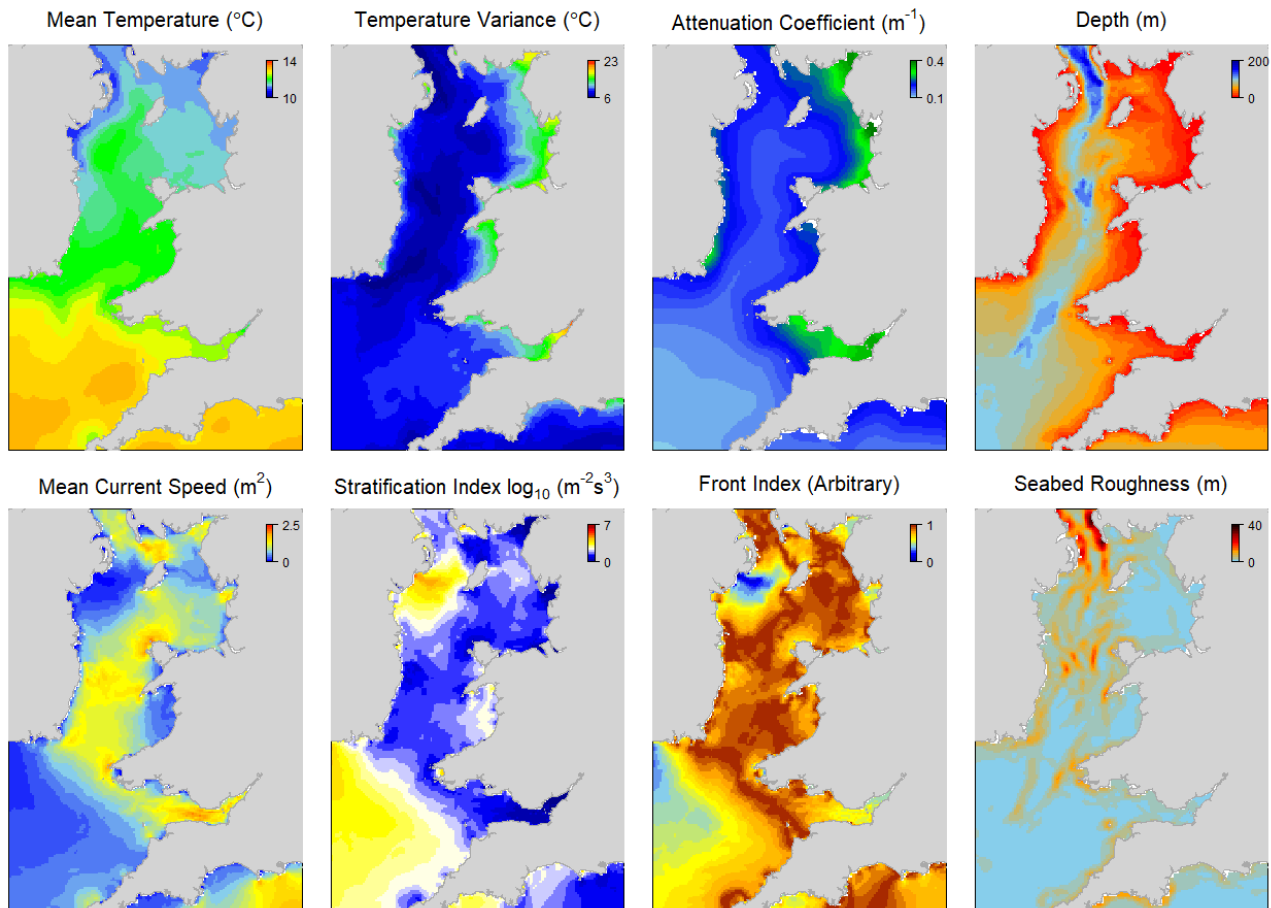 Mean Temperature (°C)
Temperature Variance (°C)
Attenuation Coefficient (m⁻¹)
Depth (m)
14
10
23
6
0.4
0.1
200
0
Mean Current Speed (m²)
Stratification Index log₁₀ (m⁻²s³)
Front Index (Arbitrary)
Seabed Roughness (m)
2.5
0
7
0
1
0
40
0